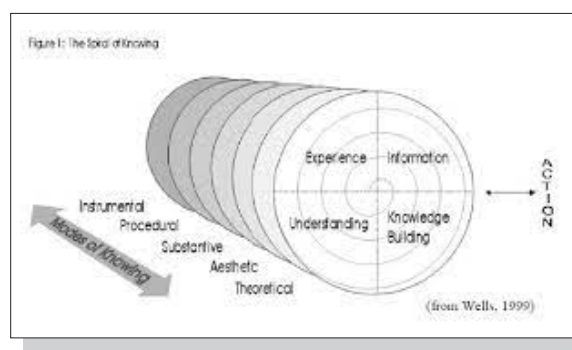 Figure 1: The Spiral of Knowing
Experience
Information
Understanding
Knowledge
Building
ACTION
Instrumental
Procedural
Substantive
Aesthetc
Theoretical
Modes of Knowing
(from Wells, 1999)